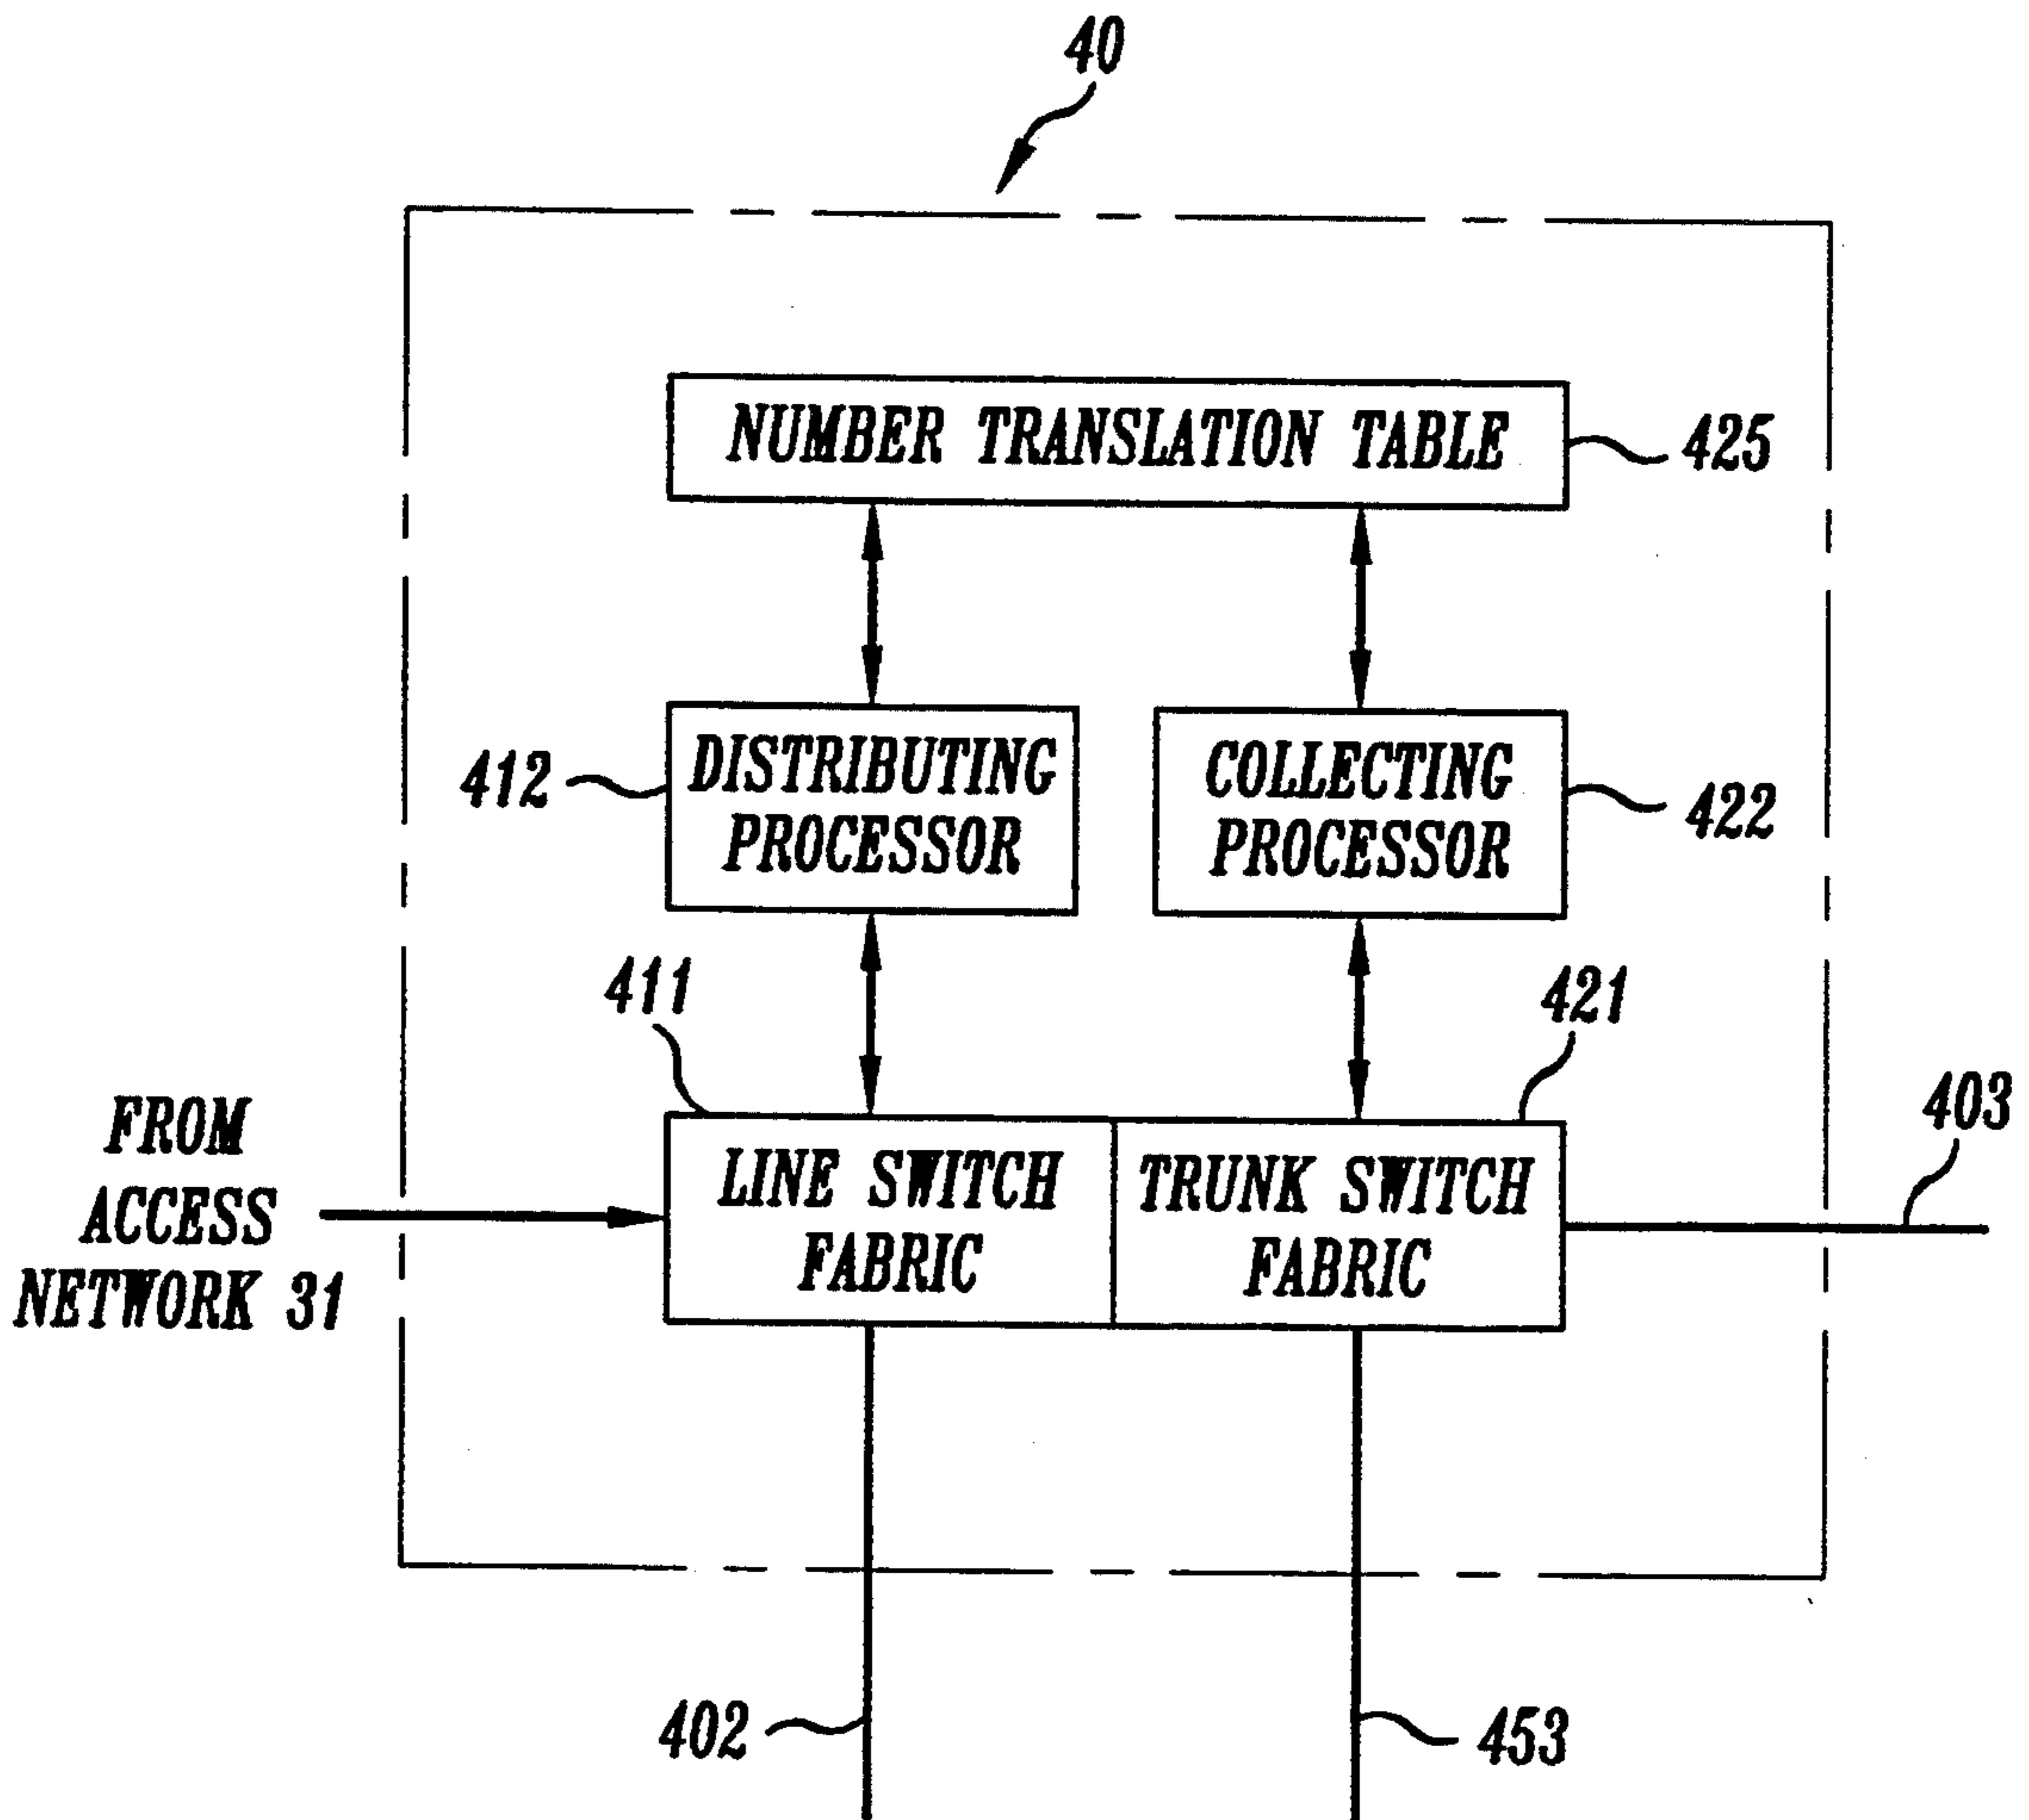 40
NUMBER TRANSLATION TABLE
425
412
DISTRIBUTING
PROCESSOR
COLLECTING
PROCESSOR
422
411
421
403
FROM
ACCESS
NETWORK 31
LINE SWITCH
FABRIC
TRUNK SWITCH
FABRIC
402
453